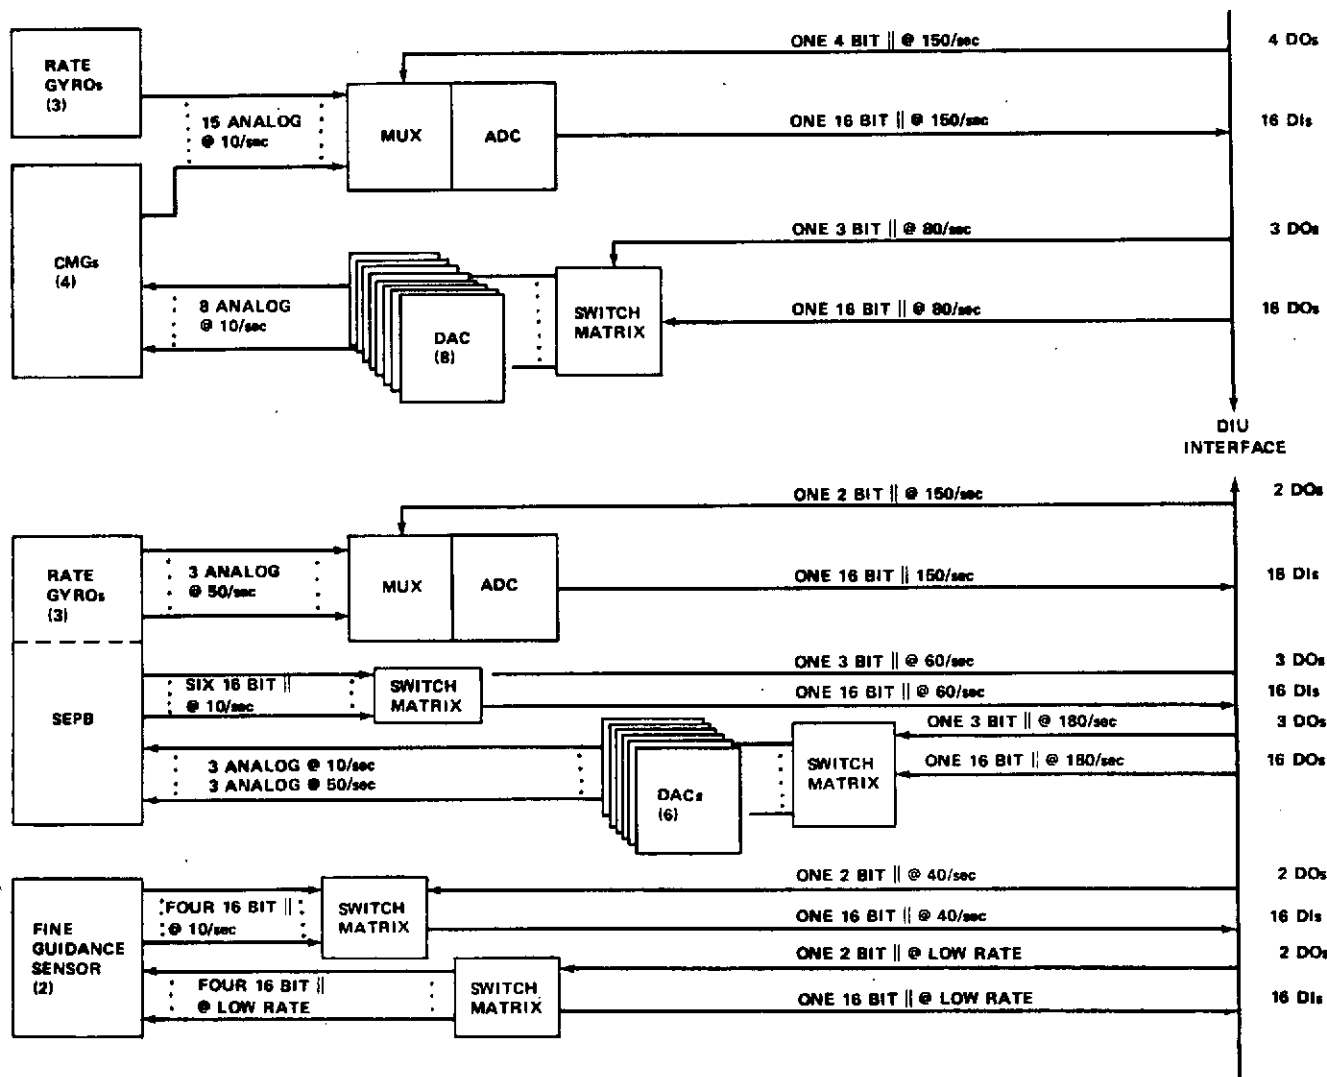 ONE 4 BIT || @ 150/sec
4 DOs
RATE
GYROs
(3)
15 ANALOG
@ 10/sec
MUX
ADC
ONE 16 BIT || @ 150/sec
16 DIs
CMGs
(4)
8 ANALOG
@ 10/sec
DAC
(8)
SWITCH
MATRIX
ONE 3 BIT || @ 80/sec
3 DOs
ONE 16 BIT || @ 80/sec
16 DOs
DIU
INTERFACE
ONE 2 BIT || @ 150/sec
2 DOs
RATE
GYROs
(3)
3 ANALOG
@ 50/sec
MUX
ADC
ONE 16 BIT || 150/sec
16 DIs
SEPB
SIX 16 BIT ||
@ 10/sec
SWITCH
MATRIX
ONE 3 BIT || @ 60/sec
3 DOs
ONE 16 BIT || @ 60/sec
16 DIs
ONE 3 BIT || @ 180/sec
3 DOs
ONE 16 BIT || @ 180/sec
16 DOs
3 ANALOG @ 10/sec
3 ANALOG @ 50/sec
DACs
(6)
SWITCH
MATRIX
FINE
GUIDANCE
SENSOR
(2)
FOUR 16 BIT ||
@ 10/sec
SWITCH
MATRIX
ONE 2 BIT || @ 40/sec
2 DOs
ONE 16 BIT || @ 40/sec
16 DIs
FOUR 16 BIT ||
@ LOW RATE
SWITCH
MATRIX
ONE 2 BIT || @ LOW RATE
2 DOs
ONE 16 BIT || @ LOW RATE
16 DIs